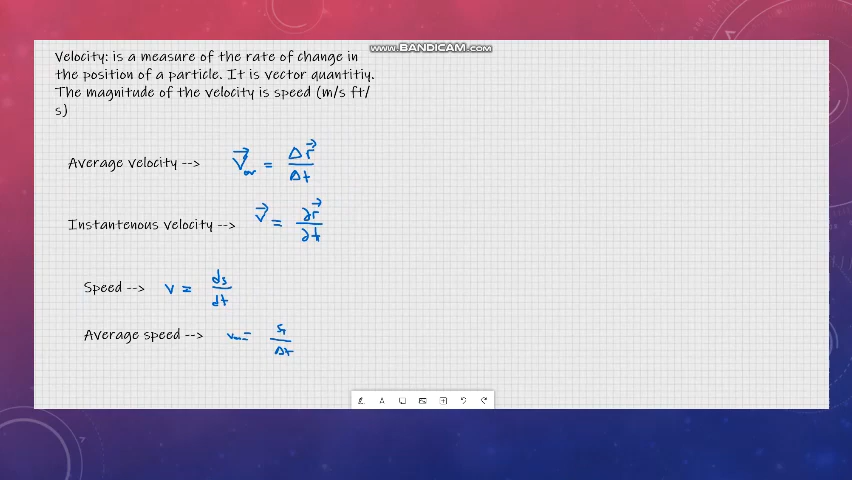 www.BANDICAM.com
Velocity: is a measure of the rate of change in
the position of a particle. It is vector quantitiy.
The magnitude of the velocity is speed (m/s ft/
s)
Average velocity --> V⃗av = Δr⃗/Δt
Instantenous velocity --> V⃗ = ∂r⃗/∂t
Speed --> v = ds/dt
Average speed --> = /Δt